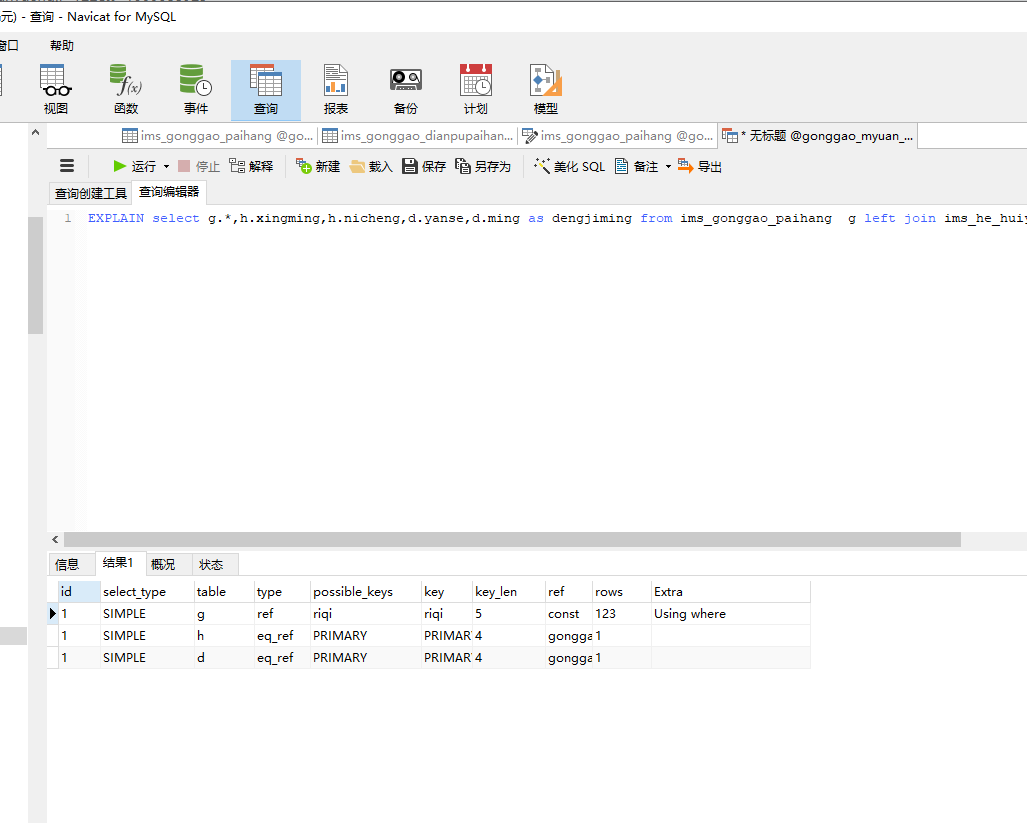 元) - 查询 - Navicat for MySQL
窗口 帮助
视图 函数 事件 查询 报表 备份 计划 模型
ims_gonggao_paihang @go... ims_gonggao_dianpupaihan... ims_gonggao_paihang @go... * 无标题 @gonggao_myuan_...
运行 停止 解释 新建 载入 保存 另存为 美化 SQL 备注 导出
查询创建工具 查询编辑器
1 EXPLAIN select g.*,h.xingming,h.nicheng,d.yanse,d.ming as dengjiming from ims_gonggao_paihang g left join ims_he_huiy
信息 结果1 概况 状态
id select_type table type possible_keys key key_len ref rows Extra
1 SIMPLE g ref riqi riqi 5 const 123 Using where
1 SIMPLE h eq_ref PRIMARY PRIMAR 4 gongga 1
1 SIMPLE d eq_ref PRIMARY PRIMAR 4 gongga 1